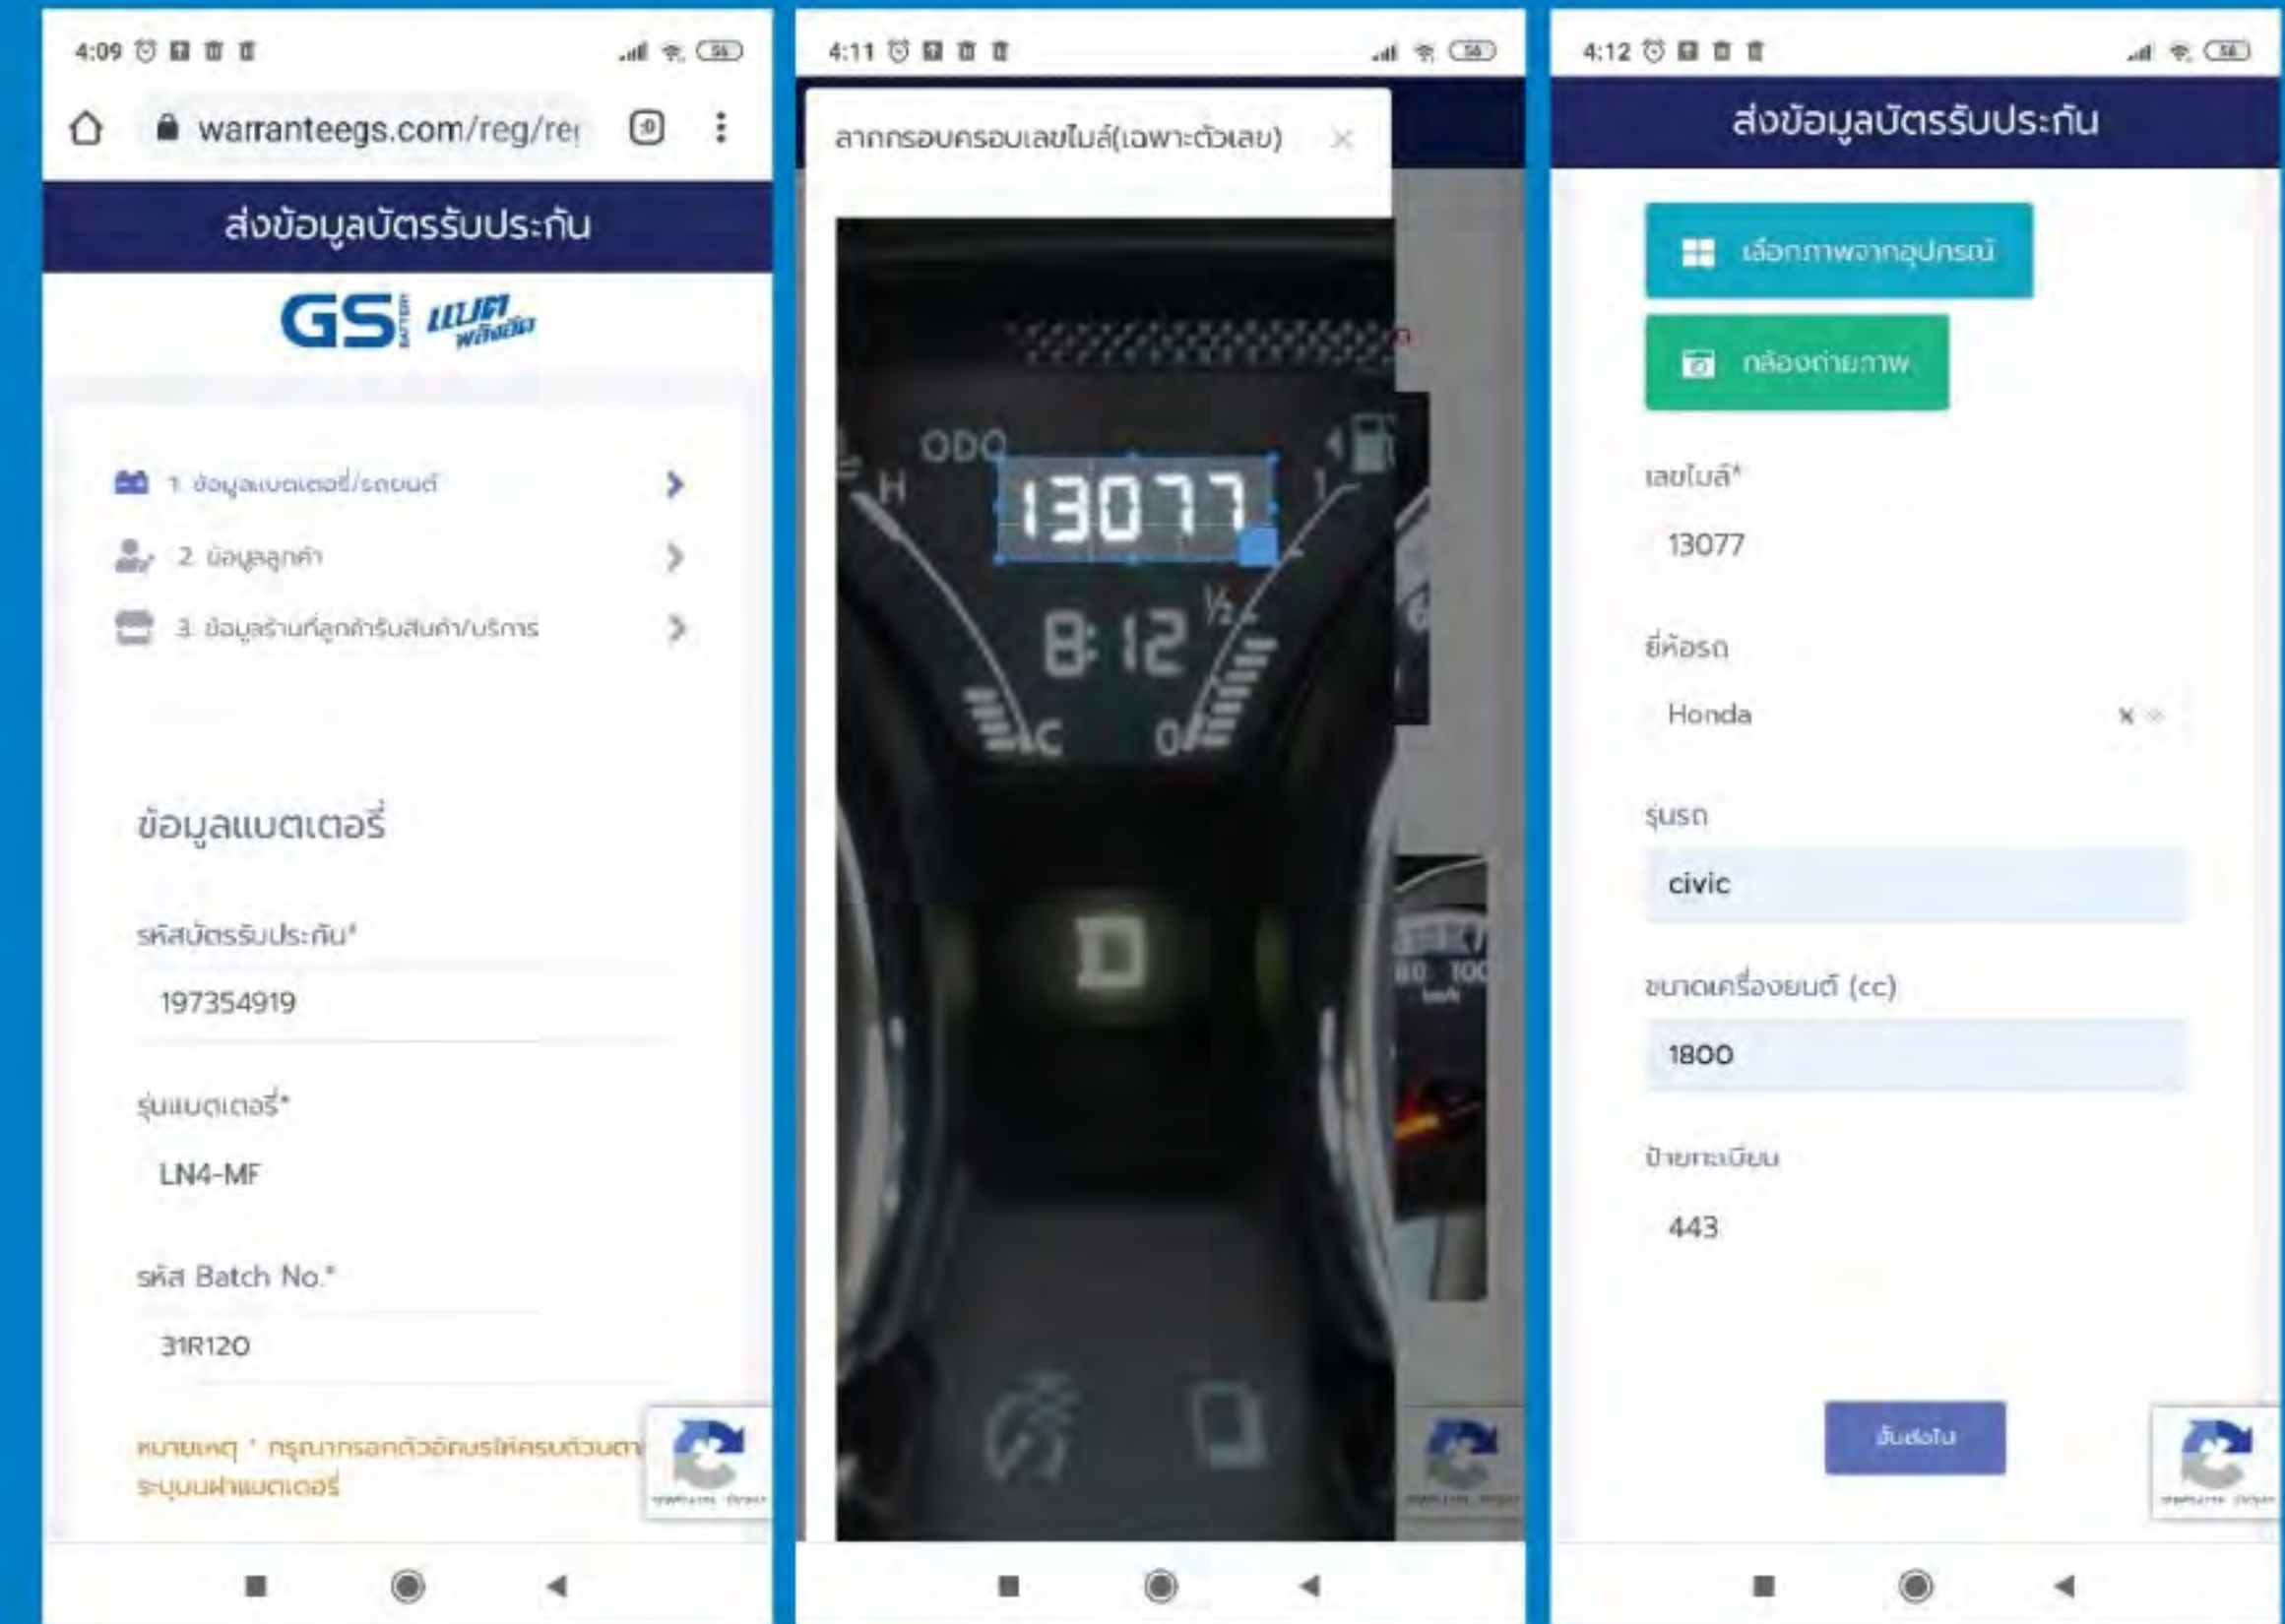 4:09
56
warranteegs.com/reg/re
ส่งข้อมูลบัตรรับประกัน
GS BATTERY แบต
1. ข้อมูลแบตเตอรี่/รถยนต์
2. ข้อมูลลูกค้า
3. ข้อมูลร้านที่ลูกค้ารับสินค้า/บริการ
ข้อมูลแบตเตอรี่
รหัสบัตรรับประกัน*
197354919
รุ่นแบตเตอรี่*
LN4-MF
รหัส Batch No.*
31R120
หมายเหตุ * กรุณากรอกตัวอักษรให้ครบถ้วนตา
ระบุบนฝาแบตเตอรี่
4:11
56
ลากกรอบครอบเลขไมล์(เฉพาะตัวเลข)
ODO
13077
H
1
8:12
1/2
C
0
D
80 100
km/h
4:12
56
ส่งข้อมูลบัตรรับประกัน
เลือกภาพจากอุปกรณ์
กล้องถ่ายภาพ
เลขไมล์*
13077
ยี่ห้อรถ
Honda
รุ่นรถ
civic
ขนาดเครื่องยนต์ (cc)
1800
ป้ายทะเบียน
443
ขั้นต่อไป